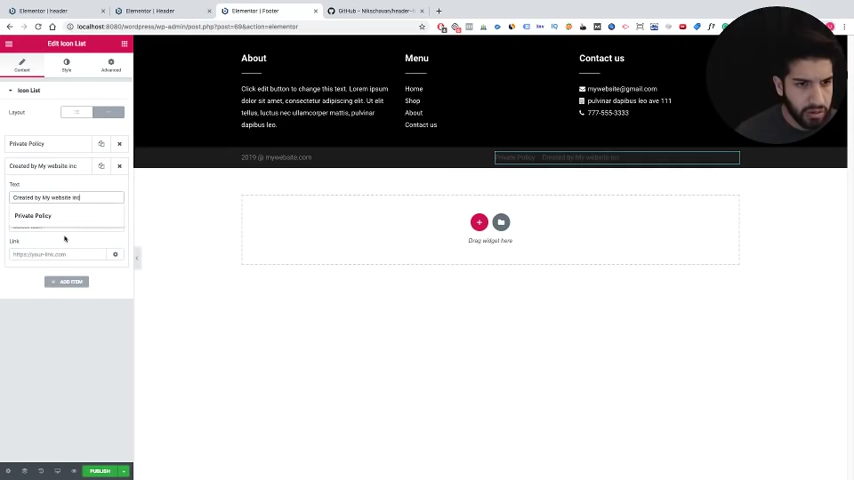 Elementor | header
Elementor | Header
Elementor | Footer
localhost:8080/wordpress/wp-admin/post.php?post=69&action=elementor
Edit Icon List
Content
Style
Advanced
Icon List
Layout
Private Policy
Created by My website inc
Text
Created by My website inc
Private Policy
Link
https://your-link.com
ADD ITEM
PUBLISH
About
Click edit button to change this text. Lorem ipsum
dolor sit amet, consectetur adipiscing elit. Ut elit
tellus, luctus nec ullamcorper mattis, pulvinar
dapibus leo.
Menu
Home
Shop
About
Contact us
Contact us
mywebsite@gmail.com
pulvinar dapibus leo ave 111
777-555-3333
2019 @ mywebsite.com
Private Policy Created by My website inc
Drag widget here